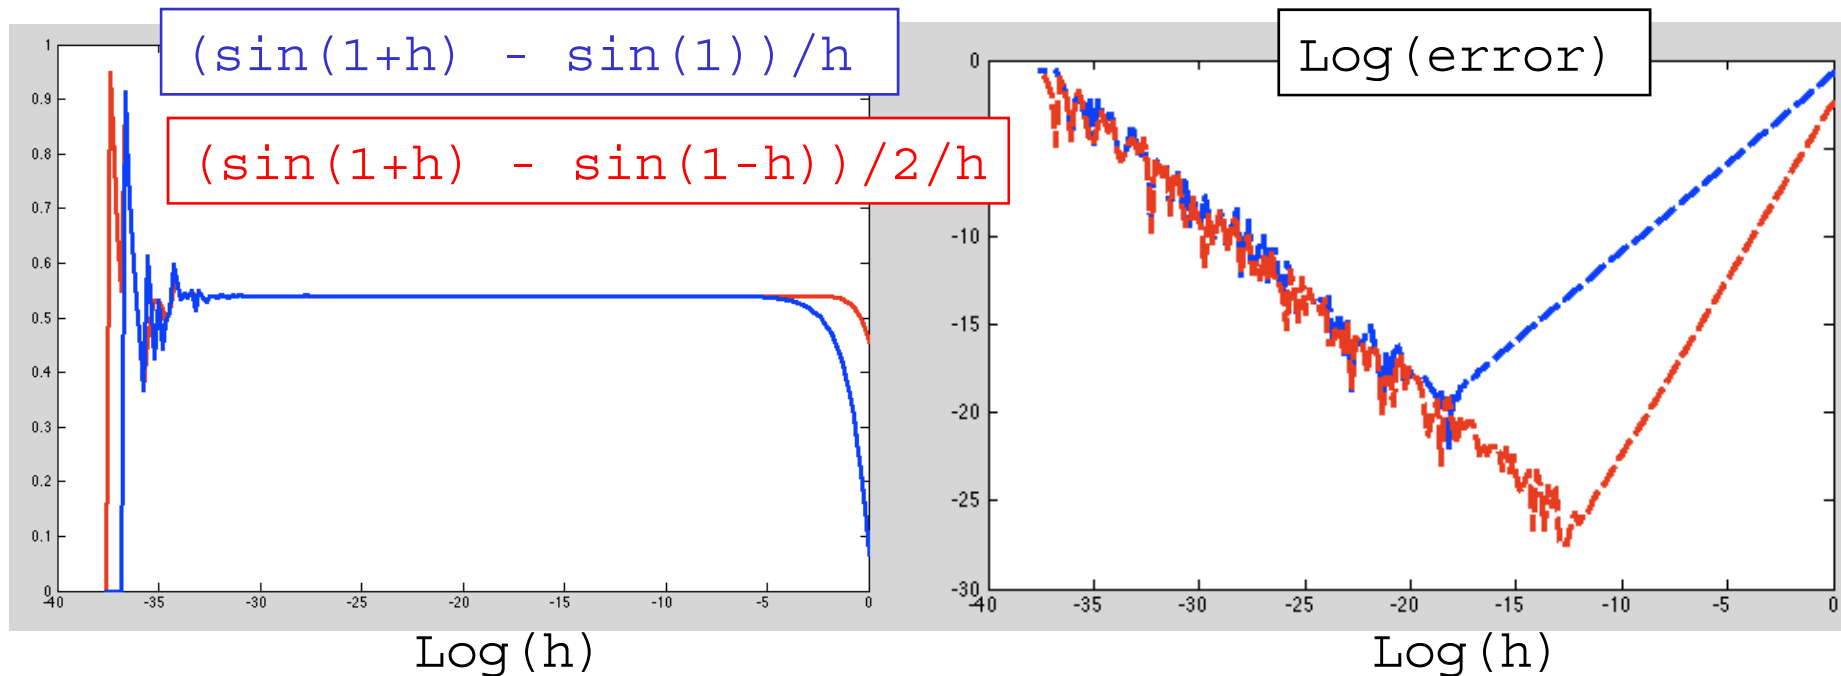 (sin(1+h) - sin(1))/h
(sin(1+h) - sin(1-h))/2/h
1
0.9
0.8
0.7
0.6
0.5
0.4
0.3
0.2
0.1
0
-40 -35 -30 -25 -20 -15 -10 -5 0
Log(h)
Log(error)
0
-10
-15
-20
-25
-30
-40 -35 -30 -25 -20 -15 -10 -5 0
Log(h)